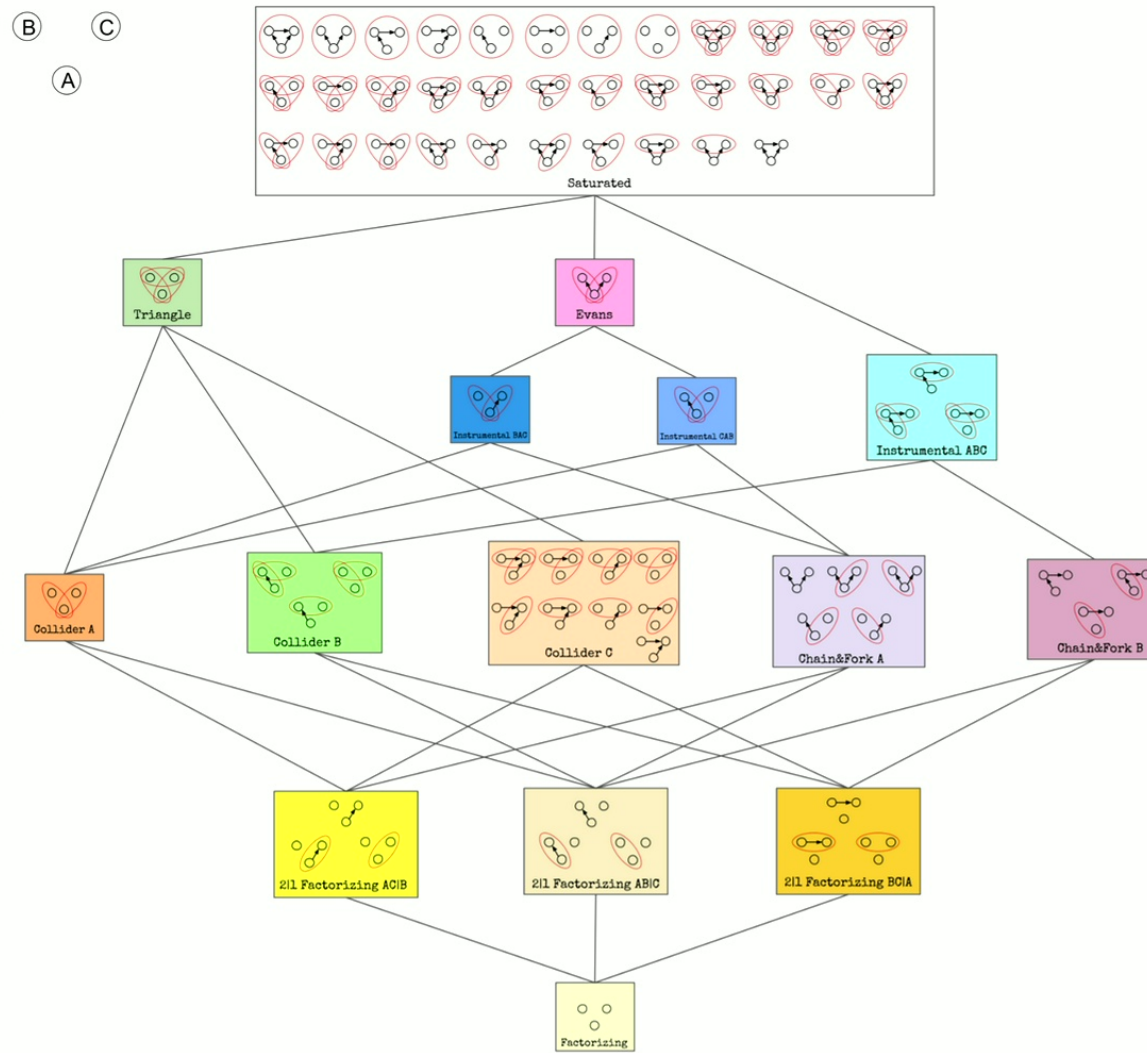 B C
A
Saturated
Triangle
Evans
Instrumental BAC
Instrumental CAB
Instrumental ABC
Collider A
Collider B
Collider C
Chain&Fork A
Chain&Fork B
2|1 Factorizing AC|B
2|1 Factorizing AB|C
2|1 Factorizing BC|A
Factorizing